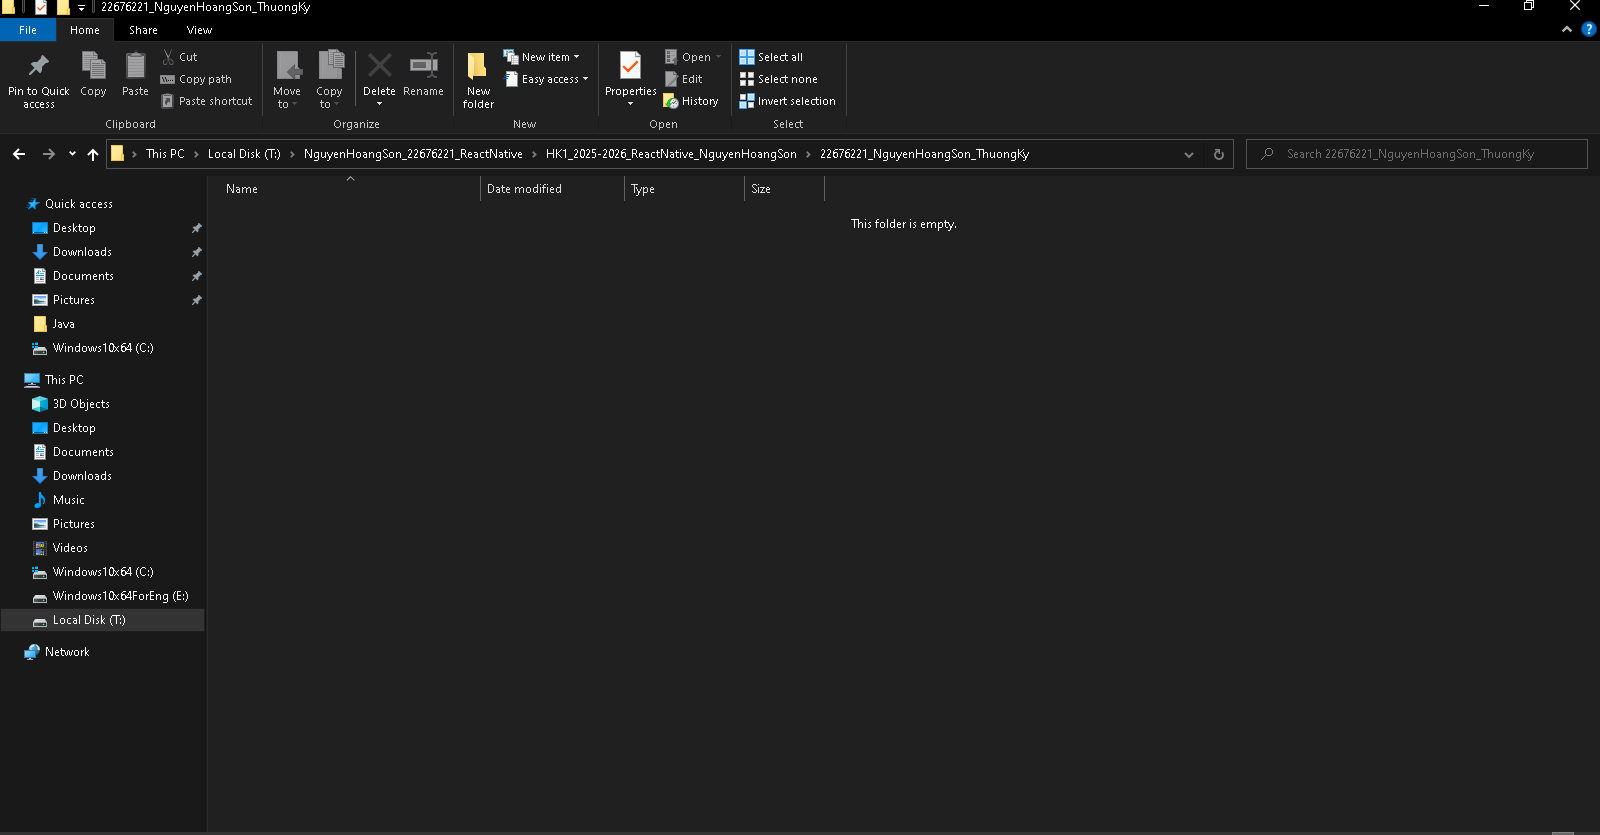 22676221_NguyenHoangSon_ThuongKy
File Home Share View
Pin to Quick access
Copy
Paste
Cut
Copy path
Paste shortcut
Clipboard
Move to
Copy to
Delete
Rename
Organize
New folder
New item
Easy access
New
Properties
Open
Edit
History
Open
Select all
Select none
Invert selection
Select
This PC Local Disk (T:) NguyenHoangSon_22676221_ReactNative HK1_2025-2026_ReactNative_NguyenHoangSon 22676221_NguyenHoangSon_ThuongKy
Search 22676221_NguyenHoangSon_ThuongKy
Name Date modified Type Size
This folder is empty.
Quick access
Desktop
Downloads
Documents
Pictures
Java
Windows10x64 (C:)
This PC
3D Objects
Desktop
Documents
Downloads
Music
Pictures
Videos
Windows10x64 (C:)
Windows10x64ForEng (E:)
Local Disk (T:)
Network